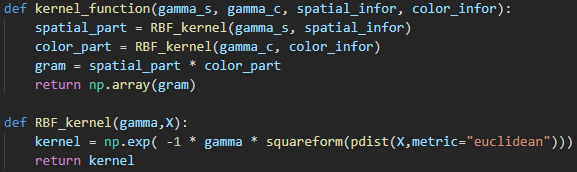 def kernel_function(gamma_s, gamma_c, spatial_infor, color_infor):
    spatial_part = RBF_kernel(gamma_s, spatial_infor)
    color_part = RBF_kernel(gamma_c, color_infor)
    gram = spatial_part * color_part
    return np.array(gram)

def RBF_kernel(gamma,X):
    kernel = np.exp( -1 * gamma * squareform(pdist(X,metric="euclidean")))
    return kernel